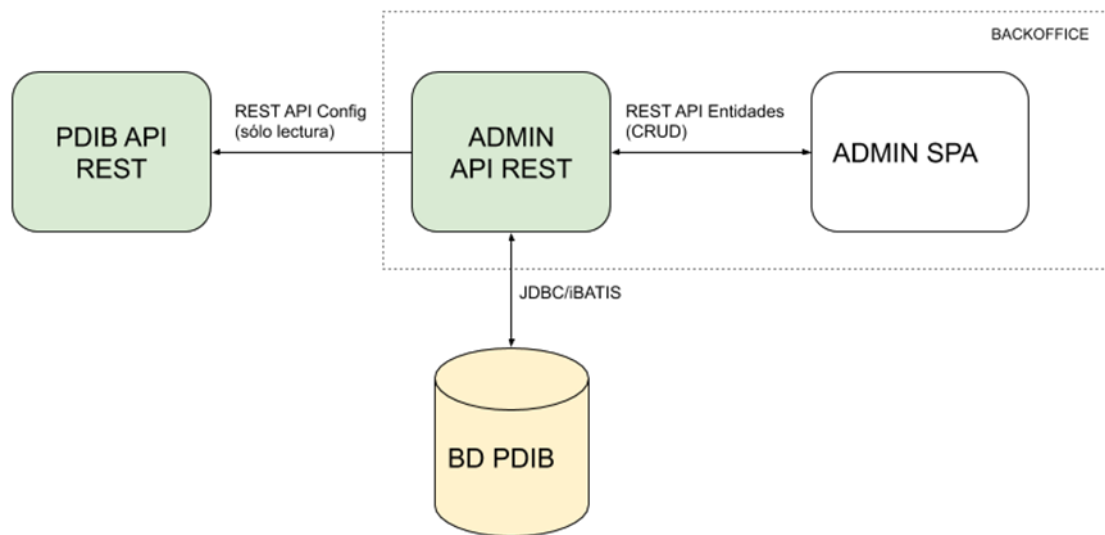 BACKOFFICE
PDIB API
REST
REST API Config
(sólo lectura)
ADMIN
API REST
REST API Entidades
(CRUD)
ADMIN SPA
JDBC/iBATIS
BD PDIB